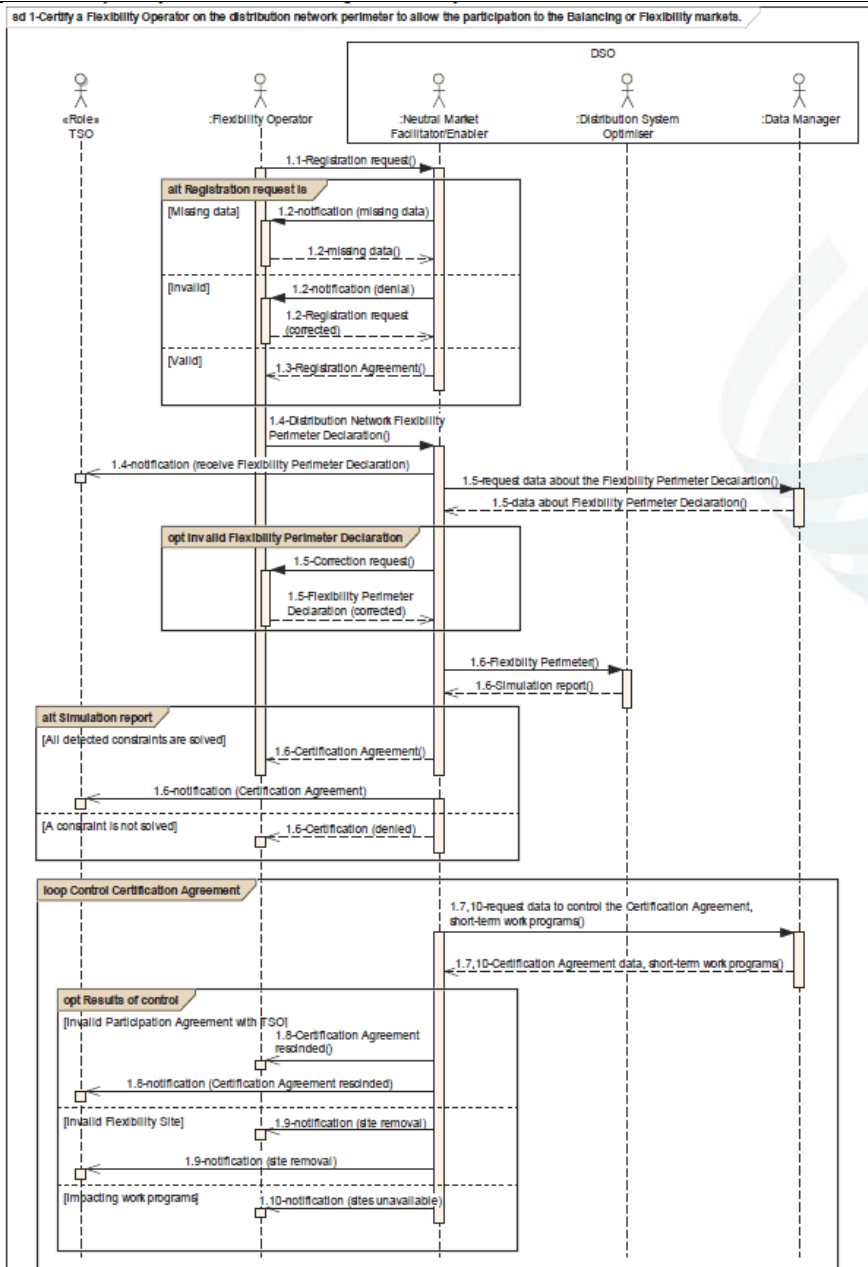 sd 1-Certify a Flexibility Operator on the distribution network perimeter to allow the participation to the Balancing or Flexibility markets.
DSO
«Role»
TSO
:Flexibility Operator
:Neutral Market
Facilitator/Enabler
:Distribution System
Optimiser
:Data Manager
1.1-Registration request()
alt Registration request is
[Missing data]
1.2-notification (missing data)
1.2-missing data()
[Invalid]
1.2-notification (denial)
1.2-Registration request
(corrected)
[Valid]
1.3-Registration Agreement()
1.4-Distribution Network Flexibility
Perimeter Declaration()
1.4-notification (receive Flexibility Perimeter Declaration)
1.5-request data about the Flexibility Perimeter Decalartion()
1.5-data about Flexibility Perimeter Declaration()
opt Invalid Flexibility Perimeter Declaration
1.5-Correction request()
1.5-Flexibility Perimeter
Declaration (corrected)
1.6-Flexibility Perimeter()
1.6-Simulation report()
alt Simulation report
[All detected constraints are solved]
1.6-Certification Agreement()
1.6-notification (Certification Agreement)
[A constraint is not solved]
1.6-Certification (denied)
loop Control Certification Agreement
1.7,10-request data to control the Certification Agreement,
short-term work programs()
1.7,10-Certification Agreement data, short-term work programs()
opt Results of control
[Invalid Participation Agreement with TSO]
1.8-Certification Agreement
rescinded()
1.8-notification (Certification Agreement rescinded)
[Invalid Flexibility Site]
1.9-notification (site removal)
1.9-notification (site removal)
[Impacting work programs]
1.10-notification (sites unavailable)